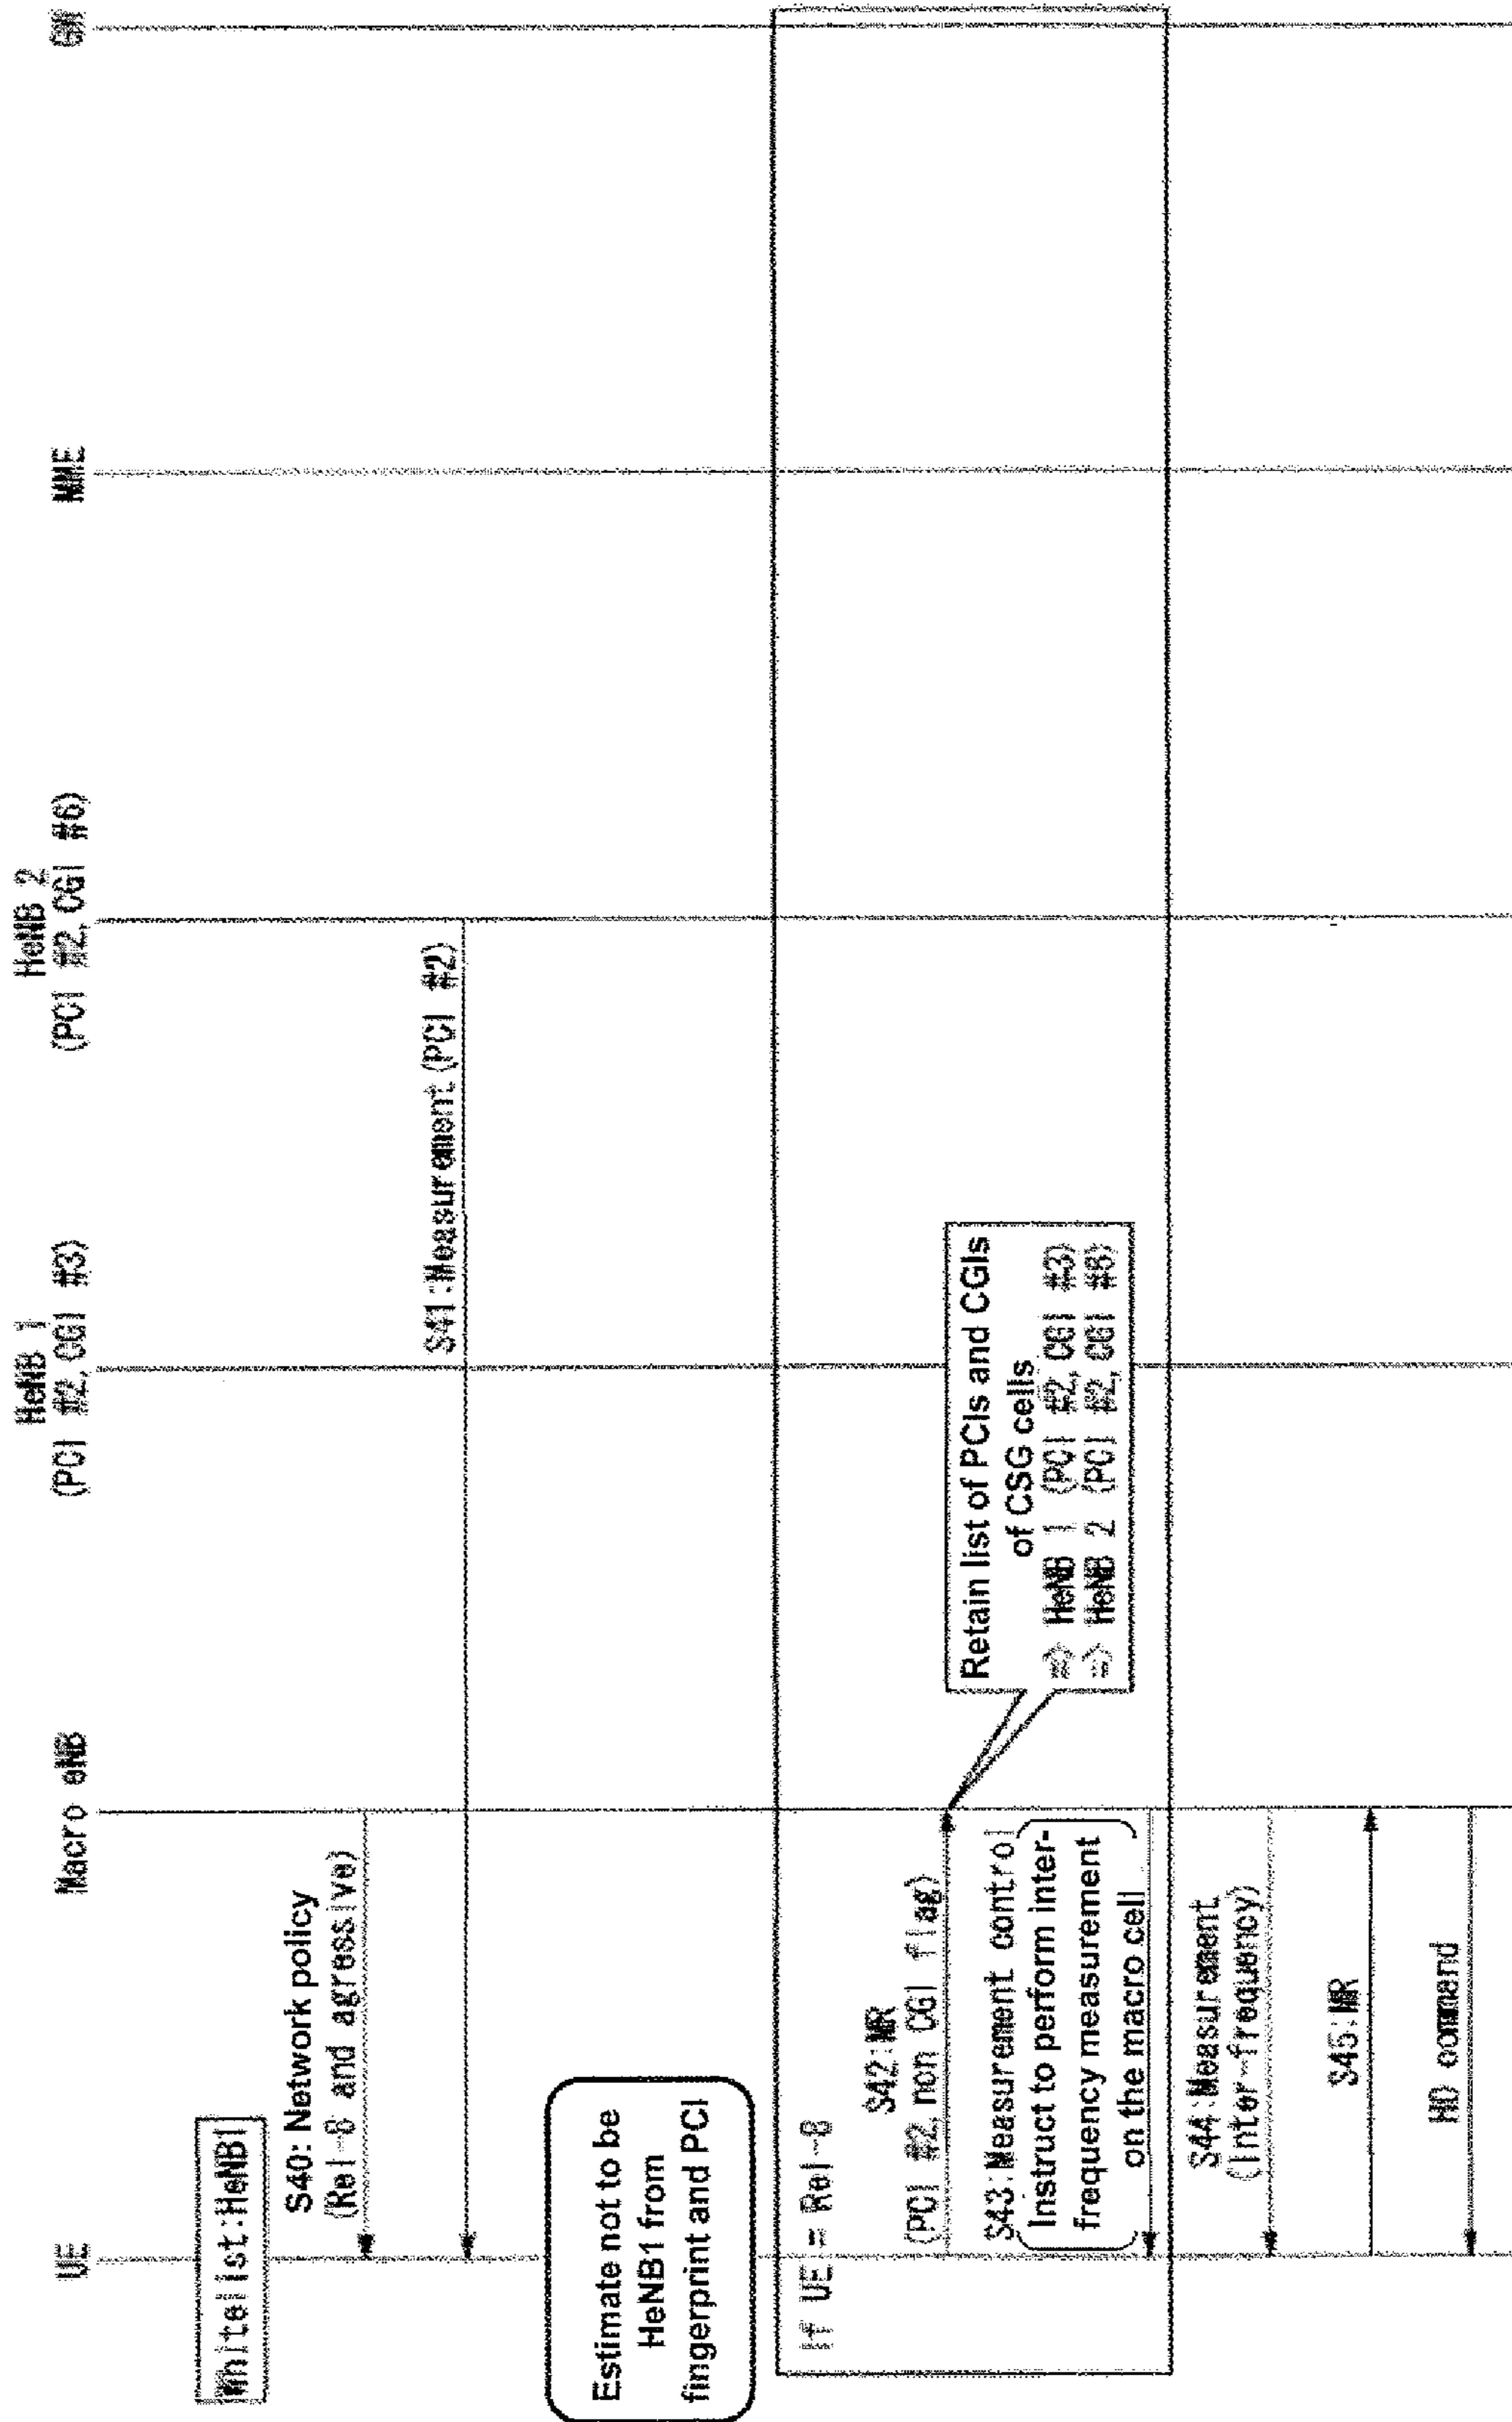 UE
Macro eNB
HeNB 1
(PCI #2, CGI #3)
HeNB 2
(PCI #2, CGI #6)
MME
GW
Whitelist:HeNB1
S40: Network policy
(Rel-8 and agressive)
S41:Measurement(PCI #2)
Estimate not to be
HeNB1 from
fingerprint and PCI
If UE = Rel-8
S42:MR
(PCI #2, non CGI flag)
Retain list of PCIs and CGIs
of CSG cells
=> HeNB 1 (PCI #2, CGI #3)
=> HeNB 2 (PCI #2, CGI #6)
S43:Measurement control
Instruct to perform inter-
frequency measurement
on the macro cell
S44:Measurement
(Inter-frequency)
S45:MR
HO command